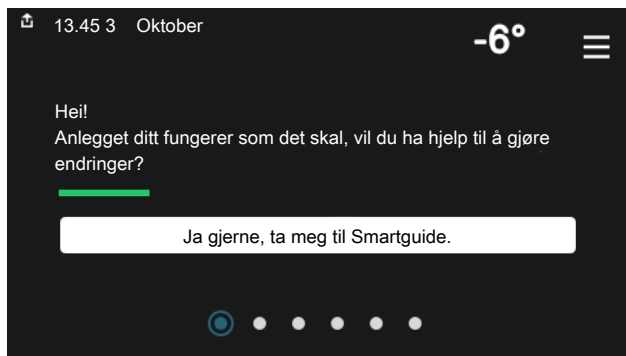 13.45 3 Oktober
-6°
Hei!
Anlegget ditt fungerer som det skal, vil du ha hjelp til å gjøre
endringer?
Ja gjerne, ta meg til Smartguide.